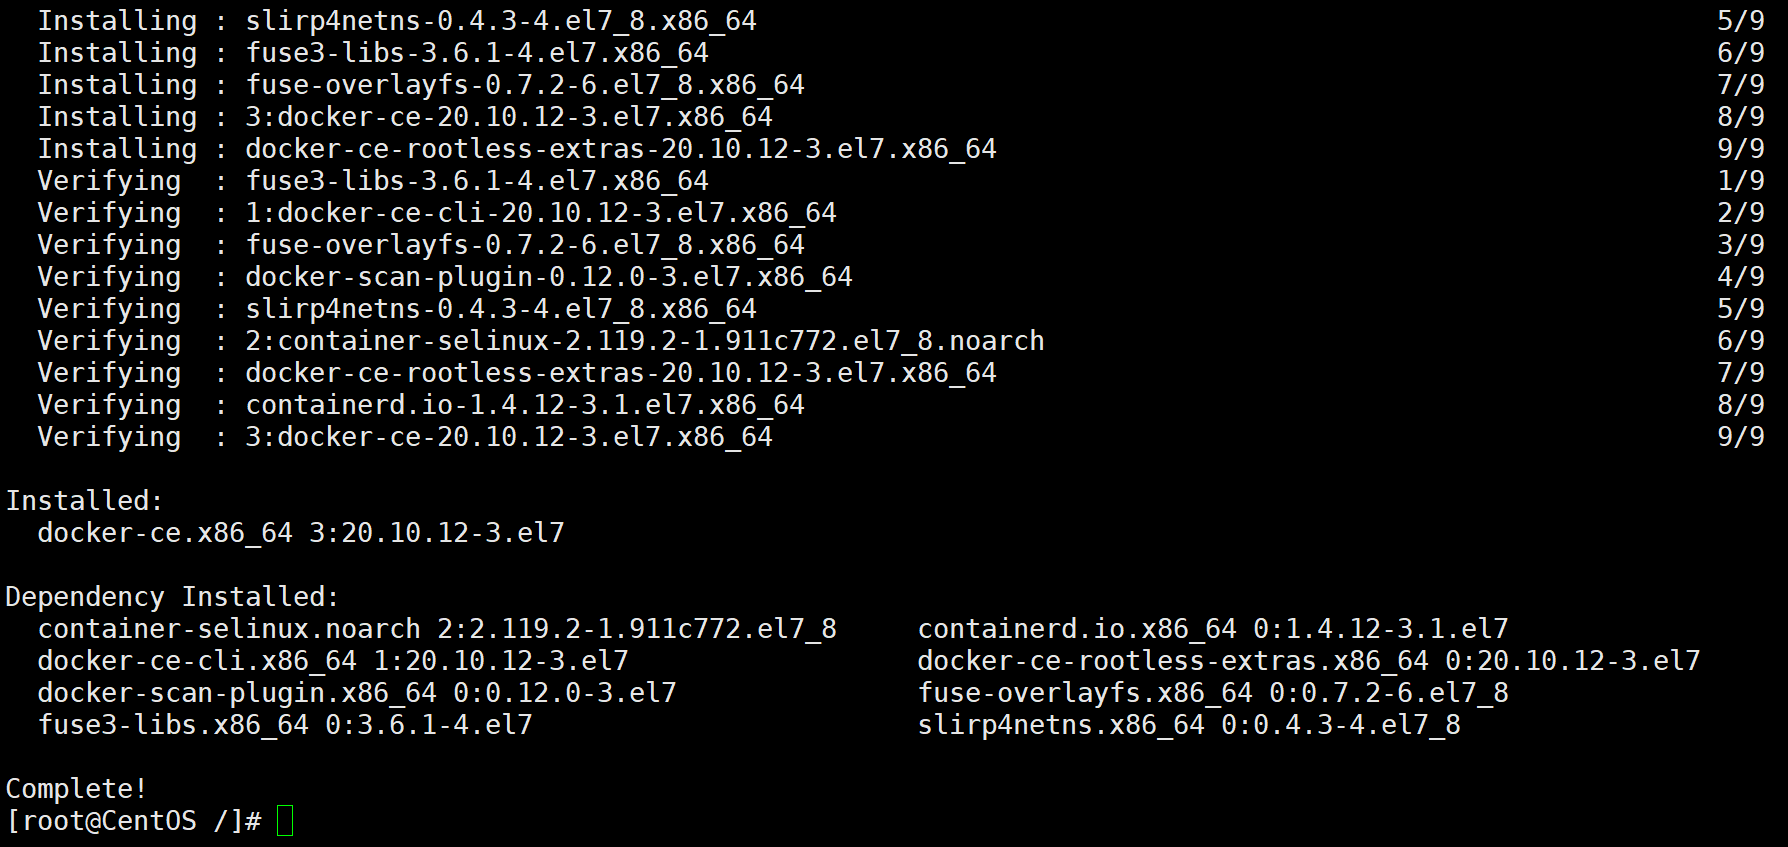 Installing : slirp4netns-0.4.3-4.el7_8.x86_64 5/9
Installing : fuse3-libs-3.6.1-4.el7.x86_64 6/9
Installing : fuse-overlayfs-0.7.2-6.el7_8.x86_64 7/9
Installing : 3:docker-ce-20.10.12-3.el7.x86_64 8/9
Installing : docker-ce-rootless-extras-20.10.12-3.el7.x86_64 9/9
Verifying  : fuse3-libs-3.6.1-4.el7.x86_64 1/9
Verifying  : 1:docker-ce-cli-20.10.12-3.el7.x86_64 2/9
Verifying  : fuse-overlayfs-0.7.2-6.el7_8.x86_64 3/9
Verifying  : docker-scan-plugin-0.12.0-3.el7.x86_64 4/9
Verifying  : slirp4netns-0.4.3-4.el7_8.x86_64 5/9
Verifying  : 2:container-selinux-2.119.2-1.911c772.el7_8.noarch 6/9
Verifying  : docker-ce-rootless-extras-20.10.12-3.el7.x86_64 7/9
Verifying  : containerd.io-1.4.12-3.1.el7.x86_64 8/9
Verifying  : 3:docker-ce-20.10.12-3.el7.x86_64 9/9
Installed:
docker-ce.x86_64 3:20.10.12-3.el7
Dependency Installed:
container-selinux.noarch 2:2.119.2-1.911c772.el7_8 containerd.io.x86_64 0:1.4.12-3.1.el7
docker-ce-cli.x86_64 1:20.10.12-3.el7 docker-ce-rootless-extras.x86_64 0:20.10.12-3.el7
docker-scan-plugin.x86_64 0:0.12.0-3.el7 fuse-overlayfs.x86_64 0:0.7.2-6.el7_8
fuse3-libs.x86_64 0:3.6.1-4.el7 slirp4netns.x86_64 0:0.4.3-4.el7_8
Complete!
[root@CentOS /]#